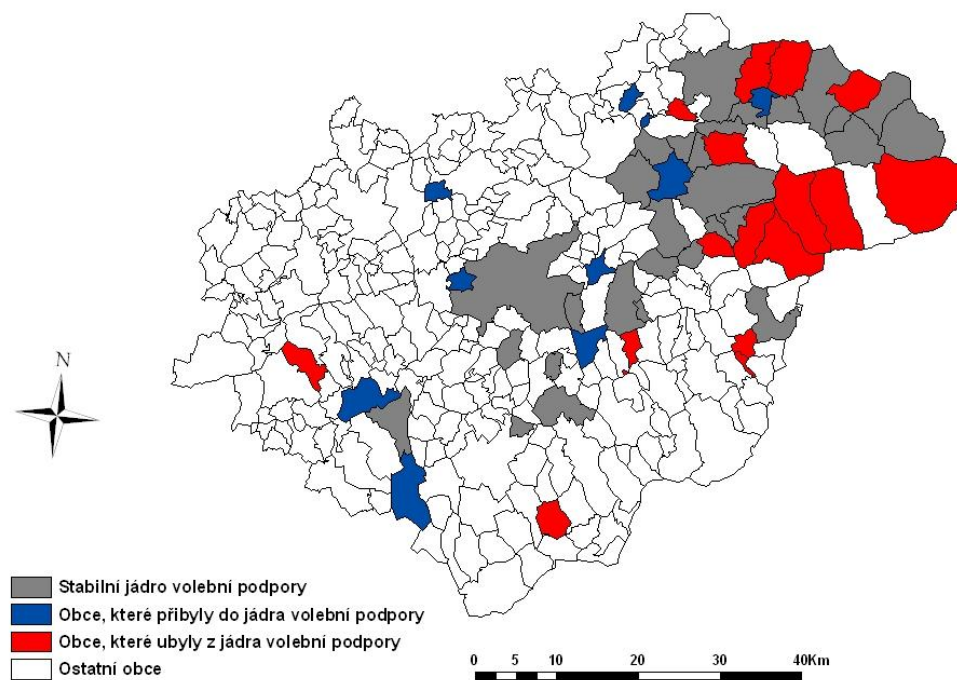 N
Stabilní jádro volební podpory
Obce, které přibyly do jádra volební podpory
Obce, které ubyly z jádra volební podpory
Ostatní obce
0 5 10 20 30 40Km